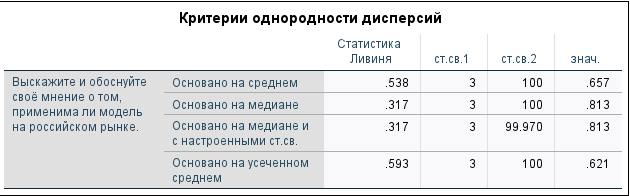 Критерии однородности дисперсий
Статистика Ливиня ст.св.1 ст.св.2 знач.
Выскажите и обоснуйте своё мнение о том, применима ли модель на российском рынке.
Основано на среднем .538 3 100 .657
Основано на медиане .317 3 100 .813
Основано на медиане и с настроенными ст.св. .317 3 99.970 .813
Основано на усеченном среднем .593 3 100 .621